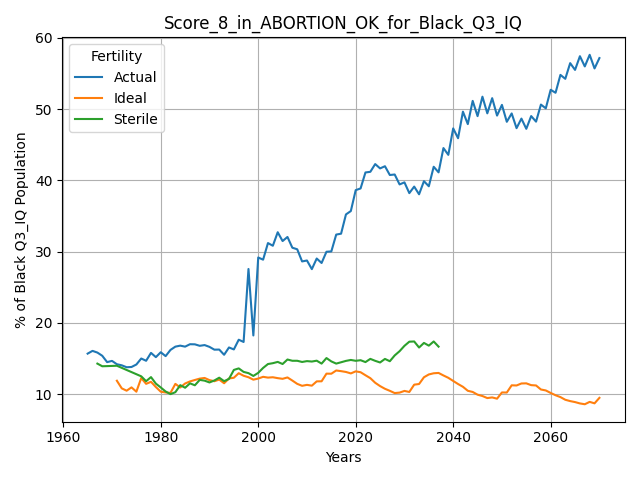 Score_8_in_ABORTION_OK_for_Black_Q3_IQ
Fertility
Actual
Ideal
Sterile
% of Black Q3_IQ Population
60
50
40
30
20
10
1960 1980 2000 2020 2040 2060
Years